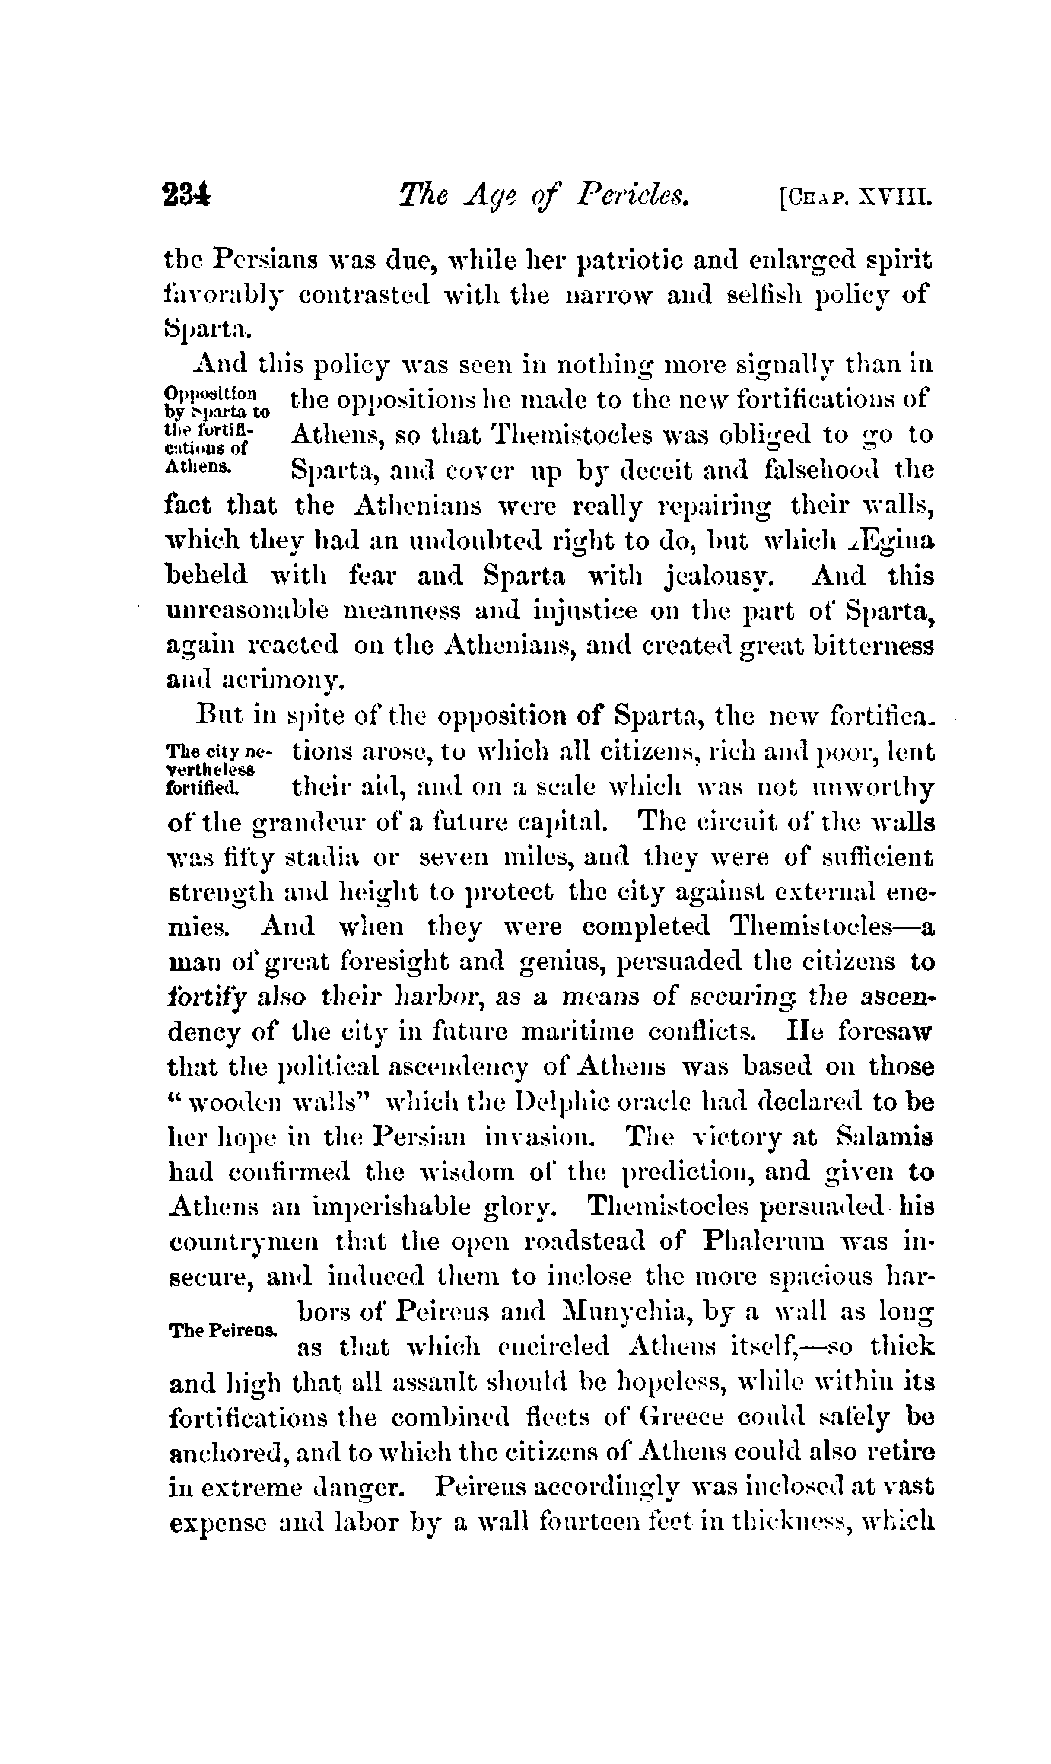 234 The Age of Pericles. [CHAP. XVIII.
the Persians was due, while her patriotic and enlarged spirit
favorably contrasted with the narrow and selfish policy of
Sparta.
And this policy was seen in nothing more signally than in
Opposition
by Sparta to
the fortifi-
cations of
Athens.
the oppositions he made to the new fortifications of
Athens, so that Themistocles was obliged to go to
Sparta, and cover up by deceit and falsehood the
fact that the Athenians were really repairing their walls,
which they had an undoubted right to do, but which Ægina
beheld with fear and Sparta with jealousy. And this
unreasonable meanness and injustice on the part of Sparta,
again reacted on the Athenians, and created great bitterness
and acrimony.
But in spite of the opposition of Sparta, the new fortifica-
The city ne-
vertheless
fortified.
tions arose, to which all citizens, rich and poor, lent
their aid, and on a scale which was not unworthy
of the grandeur of a future capital. The circuit of the walls
was fifty stadia or seven miles, and they were of sufficient
strength and height to protect the city against external ene-
mies. And when they were completed Themistocles—a
man of great foresight and genius, persuaded the citizens to
fortify also their harbor, as a means of securing the ascen-
dency of the city in future maritime conflicts. He foresaw
that the political ascendency of Athens was based on those
“wooden walls” which the Delphic oracle had declared to be
her hope in the Persian invasion. The victory at Salamis
had confirmed the wisdom of the prediction, and given to
Athens an imperishable glory. Themistocles persuaded his
countrymen that the open roadstead of Phalerum was in-
secure, and induced them to inclose the more spacious har-
The Peireus.
bors of Peireus and Munychia, by a wall as long
as that which encircled Athens itself,—so thick
and high that all assault should be hopeless, while within its
fortifications the combined fleets of Greece could safely be
anchored, and to which the citizens of Athens could also retire
in extreme danger. Peireus accordingly was inclosed at vast
expense and labor by a wall fourteen feet in thickness, which